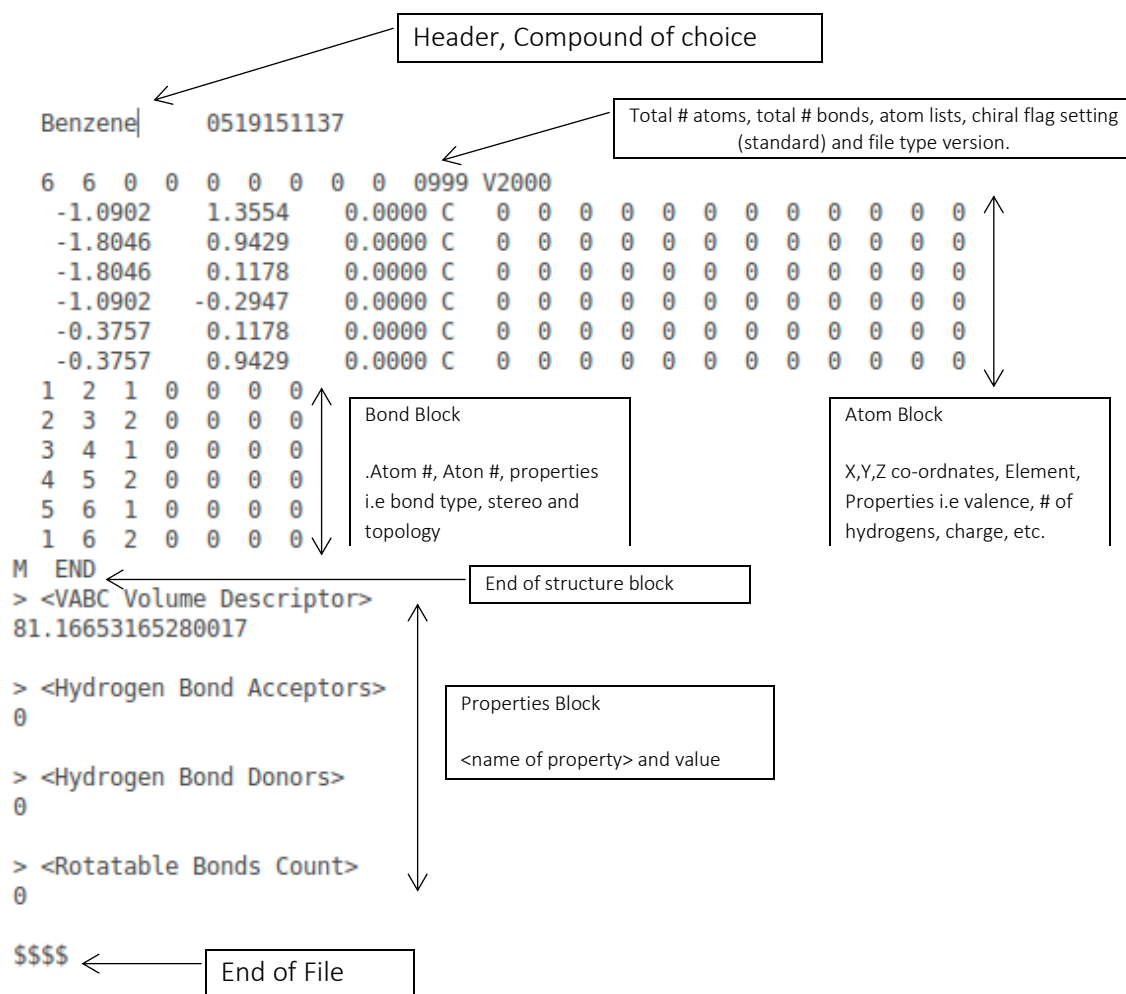 Header, Compound of choice
Benzene 0519151137
Total # atoms, total # bonds, atom lists, chiral flag setting
(standard) and file type version.
6 6 0 0 0 0 0 0 0 0999 V2000
-1.0902 1.3554 0.0000 C 0 0 0 0 0 0 0 0 0 0 0 0
-1.8046 0.9429 0.0000 C 0 0 0 0 0 0 0 0 0 0 0 0
-1.8046 0.1178 0.0000 C 0 0 0 0 0 0 0 0 0 0 0 0
-1.0902 -0.2947 0.0000 C 0 0 0 0 0 0 0 0 0 0 0 0
-0.3757 0.1178 0.0000 C 0 0 0 0 0 0 0 0 0 0 0 0
-0.3757 0.9429 0.0000 C 0 0 0 0 0 0 0 0 0 0 0 0
1 2 1 0 0 0 0
2 3 2 0 0 0 0
3 4 1 0 0 0 0
4 5 2 0 0 0 0
5 6 1 0 0 0 0
1 6 2 0 0 0 0
Bond Block
.Atom #, Aton #, properties
i.e bond type, stereo and
topology
Atom Block
X,Y,Z co-ordnates, Element,
Properties i.e valence, # of
hydrogens, charge, etc.
M END
End of structure block
> <VABC Volume Descriptor>
81.16653165280017
> <Hydrogen Bond Acceptors>
0
Properties Block
<name of property> and value
> <Hydrogen Bond Donors>
0
> <Rotatable Bonds Count>
0
$$$$
End of File